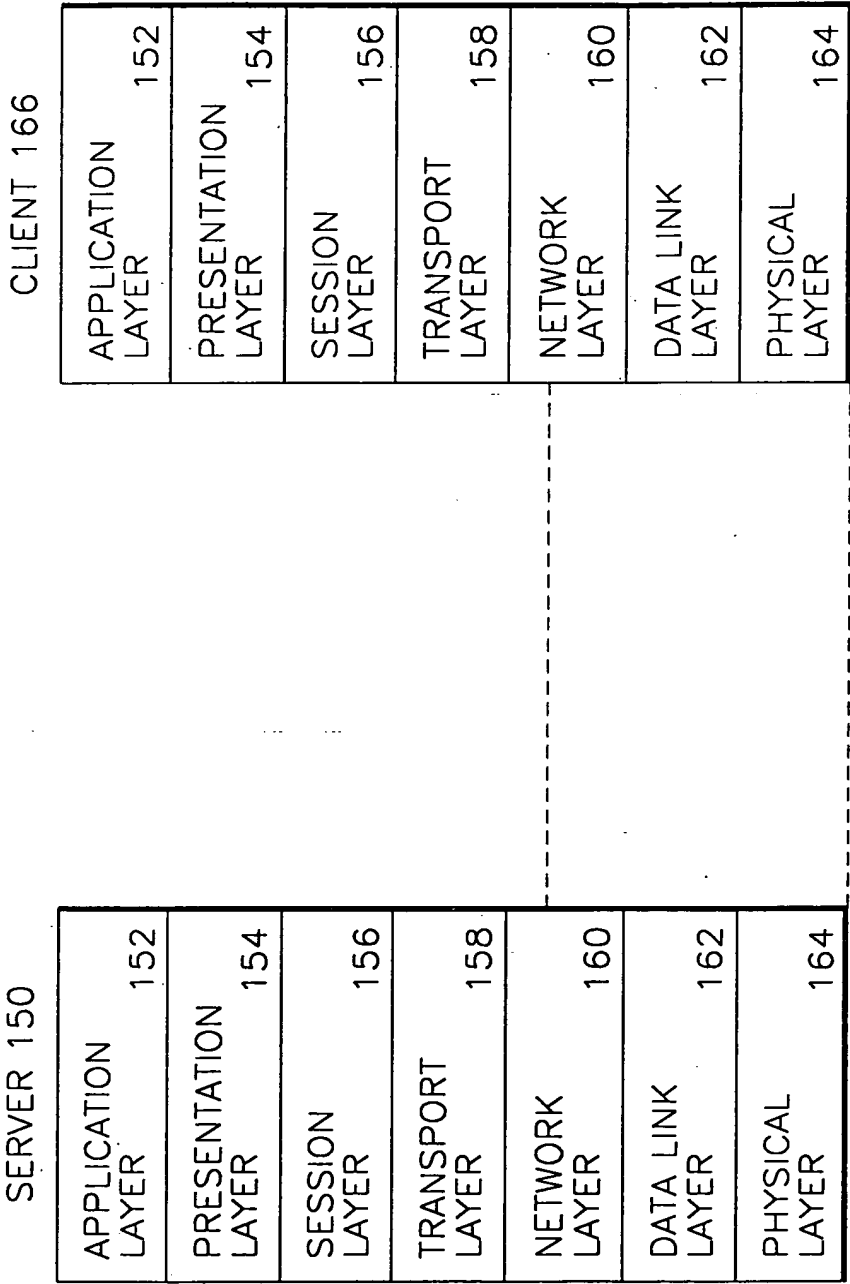 SERVER 150
APPLICATION
LAYER
152
PRESENTATION
LAYER
154
SESSION
LAYER
156
TRANSPORT
LAYER
158
NETWORK
LAYER
160
DATA LINK
LAYER
162
PHYSICAL
LAYER
164
CLIENT 166
APPLICATION
LAYER
152
PRESENTATION
LAYER
154
SESSION
LAYER
156
TRANSPORT
LAYER
158
NETWORK
LAYER
160
DATA LINK
LAYER
162
PHYSICAL
LAYER
164